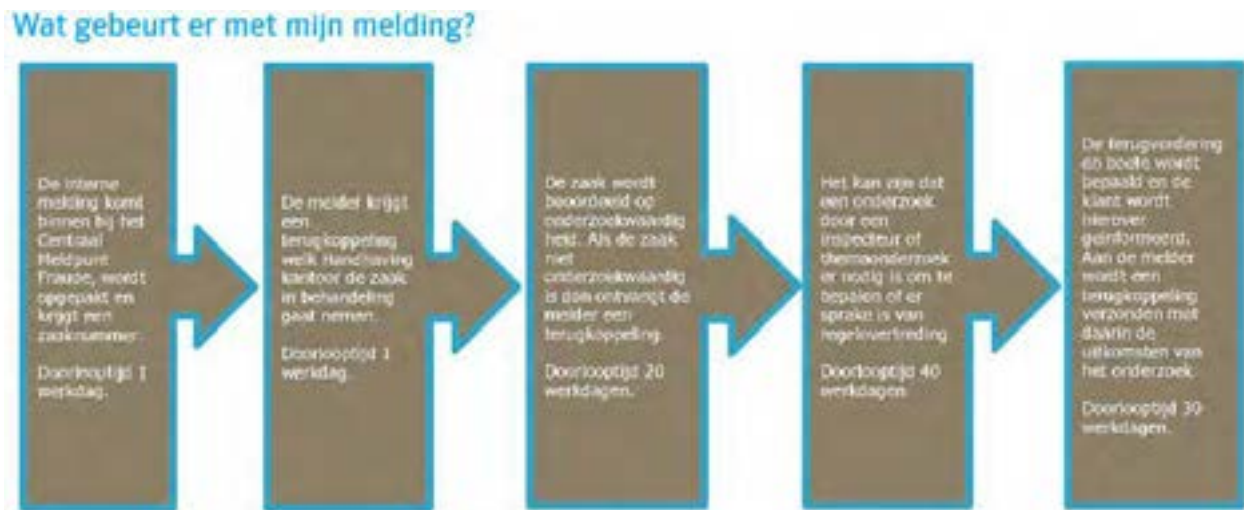 Wat gebeurt er met mijn melding?
De interne
melding komt
binnen bij het
Centraal
Meldpunt
Fraude, wordt
opgepakt en
krijgt een
zaaknummer.
Doorlooptijd 1
werkdag.
De melder krijgt
een
terugkoppeling
welk Handhaving
kantoor de zaak
in behandeling
gaat nemen.
Doorlooptijd 1
werkdag.
De zaak wordt
beoordeeld op
onderzoekwaardig
heid. Als de zaak
niet
onderzoekwaardig
is dan ontvangt de
melder een
terugkoppeling.
Doorlooptijd 20
werkdagen.
Het kan zijn dat
een onderzoek
door een
inspecteur of
themaonderzoek
er nodig is om te
bepalen of er
sprake is van
regelovertreding
Doorlooptijd 40
werkdagen
De terugvordering
en boete wordt
bepaald en de
klant wordt
hierover
geïnformeerd.
Aan de melder
wordt een
terugkoppeling
verzonden met
daarin de
uitkomsten van
het onderzoek
Doorlooptijd 30
werkdagen.